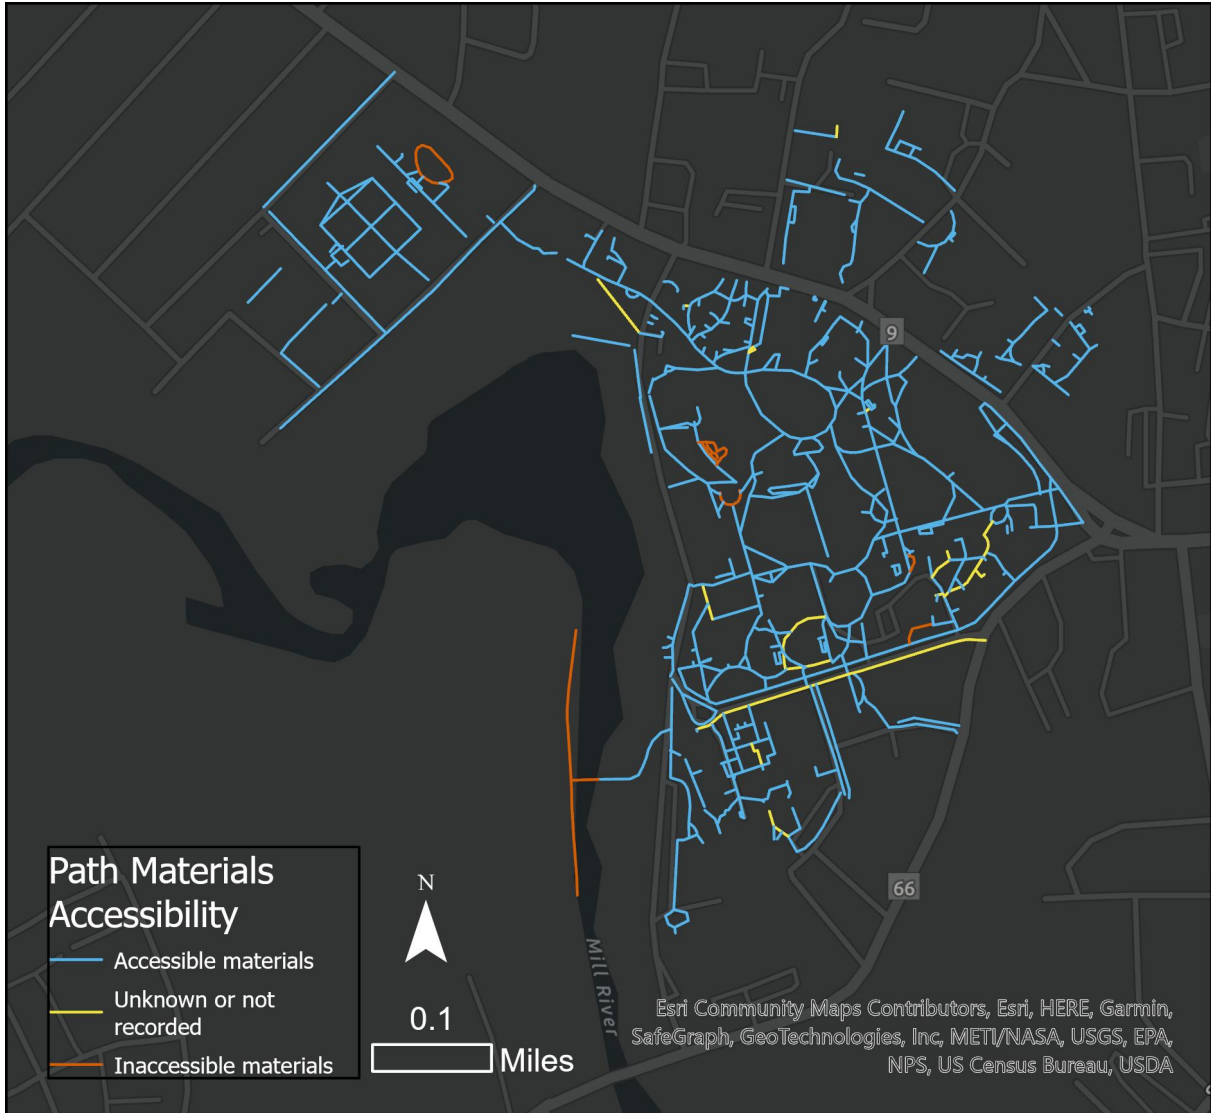 9
66
Mill River
Path Materials
Accessibility
Accessible materials
Unknown or not
recorded
Inaccessible materials
N
0.1
Miles
Esri Community Maps Contributors, Esri, HERE, Garmin,
SafeGraph, GeoTechnologies, Inc, METI/NASA, USGS, EPA,
NPS, US Census Bureau, USDA